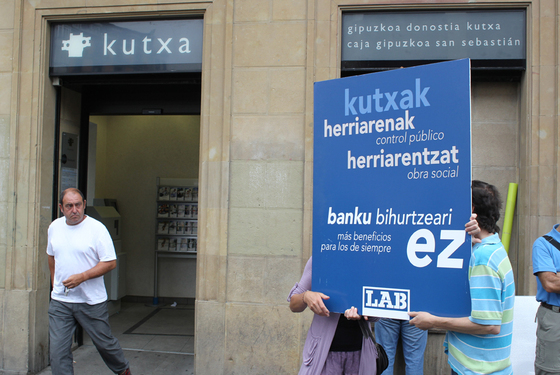 kutxa
gipuzkoa donostia kutxa
caja gipuzkoa san sebastián
kutxak
herriarenak
control público
herriarentzat
obra social
banku bihurtzeari
más beneficios
para los de siempre
ez
LAB